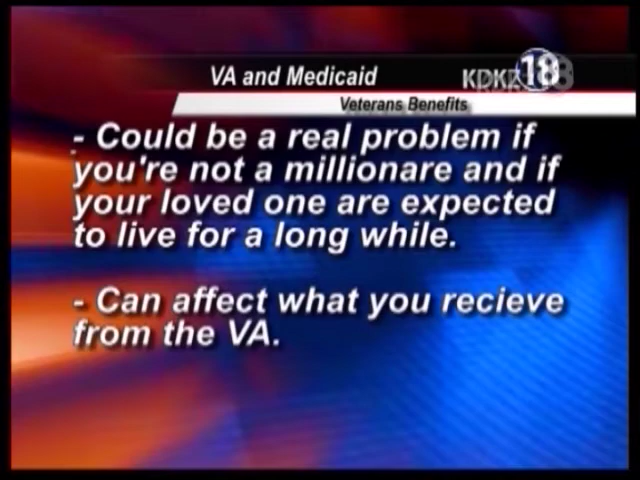 VA and Medicaid
KDKZ 18
Veterans Benefits
- Could be a real problem if
you're not a millionare and if
your loved one are expected
to live for a long while.
- Can affect what you recieve
from the VA.